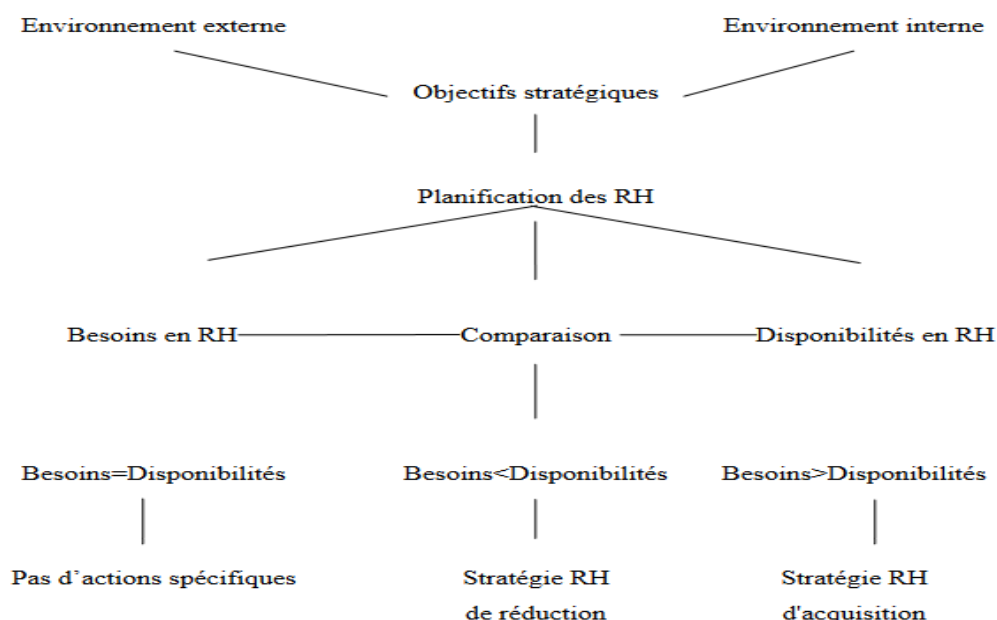 Environnement externe
Environnement interne
Objectifs stratégiques
Planification des RH
Besoins en RH
Comparaison
Disponibilités en RH
Besoins=Disponibilités
Besoins<Disponibilités
Besoins>Disponibilités
Pas d’actions spécifiques
Stratégie RH
de réduction
Stratégie RH
d'acquisition